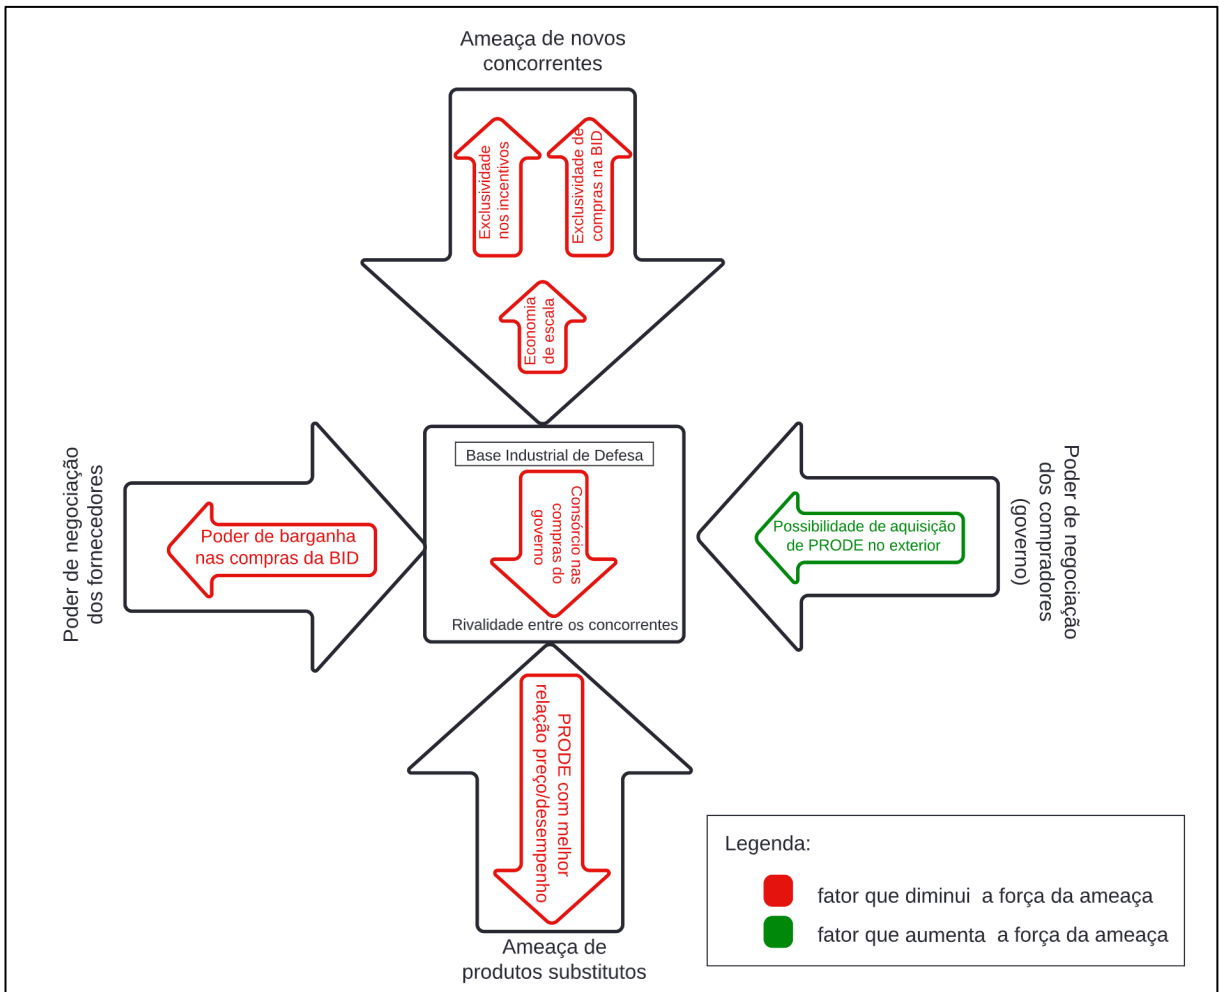 Ameaça de novos
concorrentes
Exclusividade
nos incentivos
Exclusividade de
compras na BID
Economia
de escala
Poder de negociação
dos fornecedores
Poder de barganha
nas compras da BID
Base Industrial de Defesa
Consórcio nas
compras do
governo
Rivalidade entre os concorrentes
Possibilidade de aquisição
de PRODE no exterior
Poder de negociação
dos compradores
(governo)
PRODE com melhor
relação preço/desempenho
Ameaça de
produtos substitutos
Legenda:
fator que diminui a força da ameaça
fator que aumenta a força da ameaça